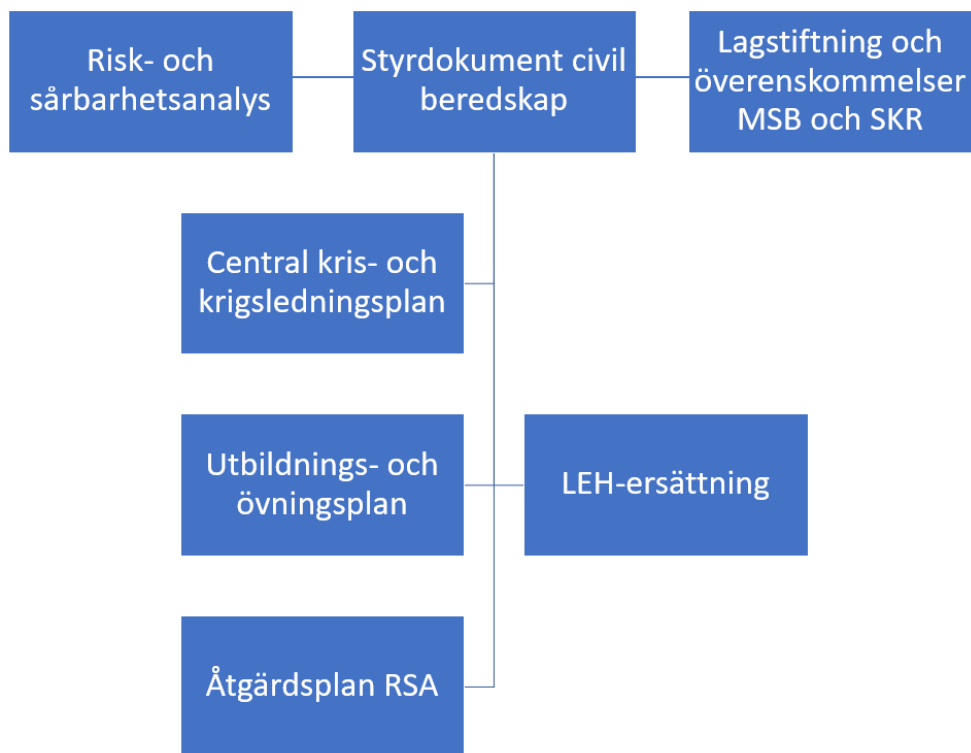 Risk- och
sårbarhetsanalys
Styrdokument civil
beredskap
Lagstiftning och
överenskommelser
MSB och SKR
Central kris- och
krigsledningsplan
Utbildnings- och
övningsplan
LEH-ersättning
Åtgärdsplan RSA